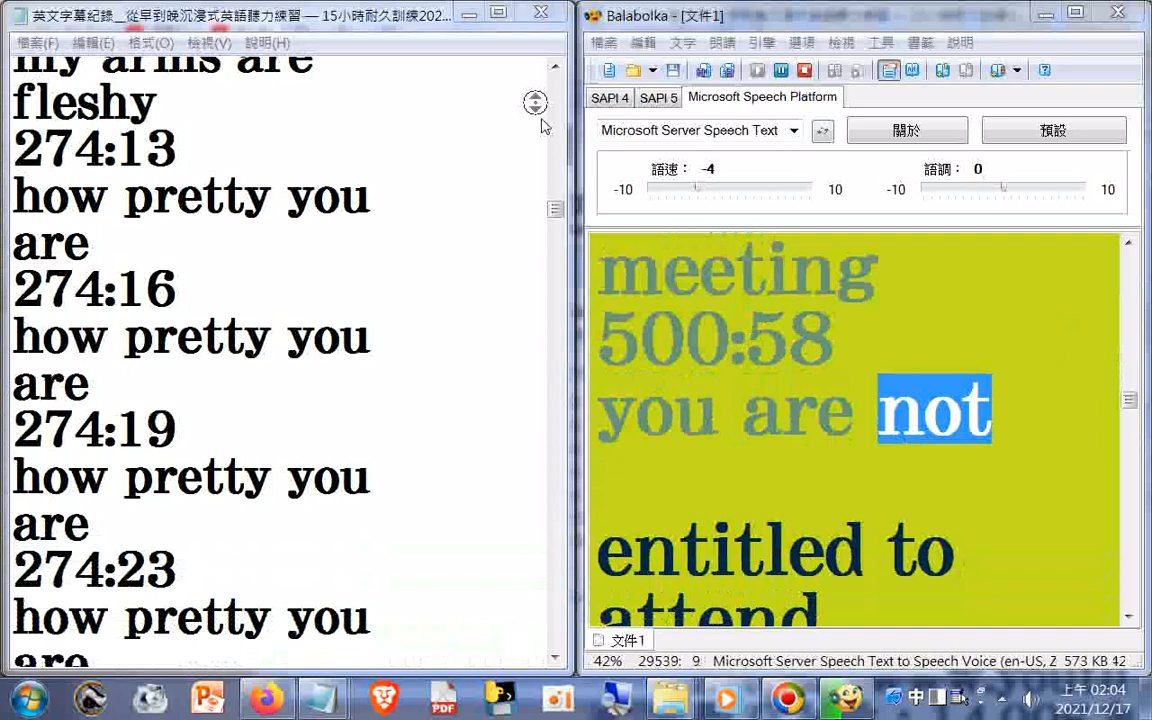 英文字幕紀錄__從早到晚沉浸式英語聽力練習 — 15小時耐久訓練202...
檔案(F) 編輯(E) 格式(O) 檢視(V) 說明(H)
my arms are
fleshy
274:13
how pretty you
are
274:16
how pretty you
are
274:19
how pretty you
are
274:23
how pretty you
are
Balabolka - [文件1]
檔案 編輯 文字 朗讀 引擎 選項 檢視 工具 書籤 說明
SAPI 4 SAPI 5 Microsoft Speech Platform
Microsoft Server Speech Text 關於 預設
語速: -4 語調: 0
-10 10 -10 10
meeting
500:58
you are not
entitled to
attend
文件1
42% 29539: 9 Microsoft Server Speech Text to Speech Voice (en-US, Z 573 KB 42
PDF 中 上午 02:04
2021/12/17